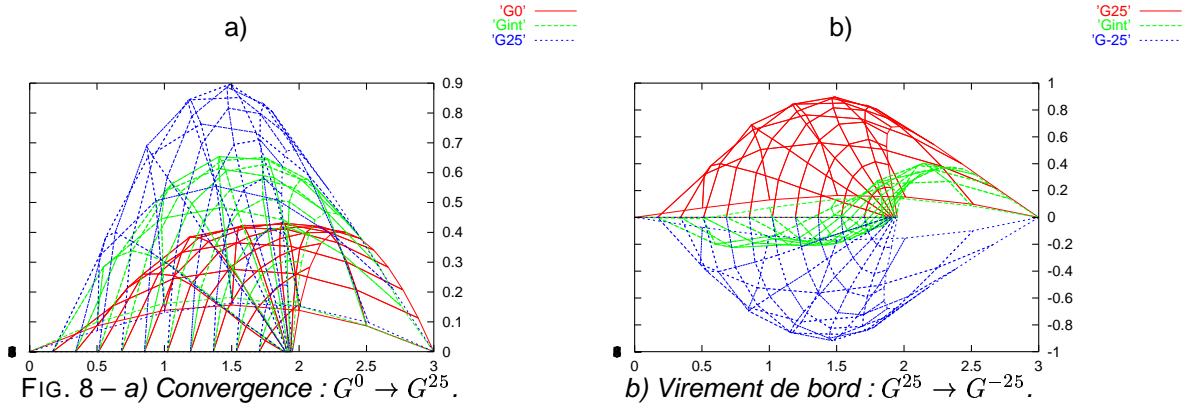 a)
'G0'
'Gint'
'G25'
0.9
0.8
0.7
0.6
0.5
0.4
0.3
0.2
0.1
0
0 0.5 1 1.5 2 2.5 3
b)
'G25'
'Gint'
'G-25'
1
0.8
0.6
0.4
0.2
0
-0.2
-0.4
-0.6
-0.8
-1
0 0.5 1 1.5 2 2.5 3
FIG. 8 – a) Convergence : G⁰ → G²⁵.
b) Virement de bord : G²⁵ → G⁻²⁵.